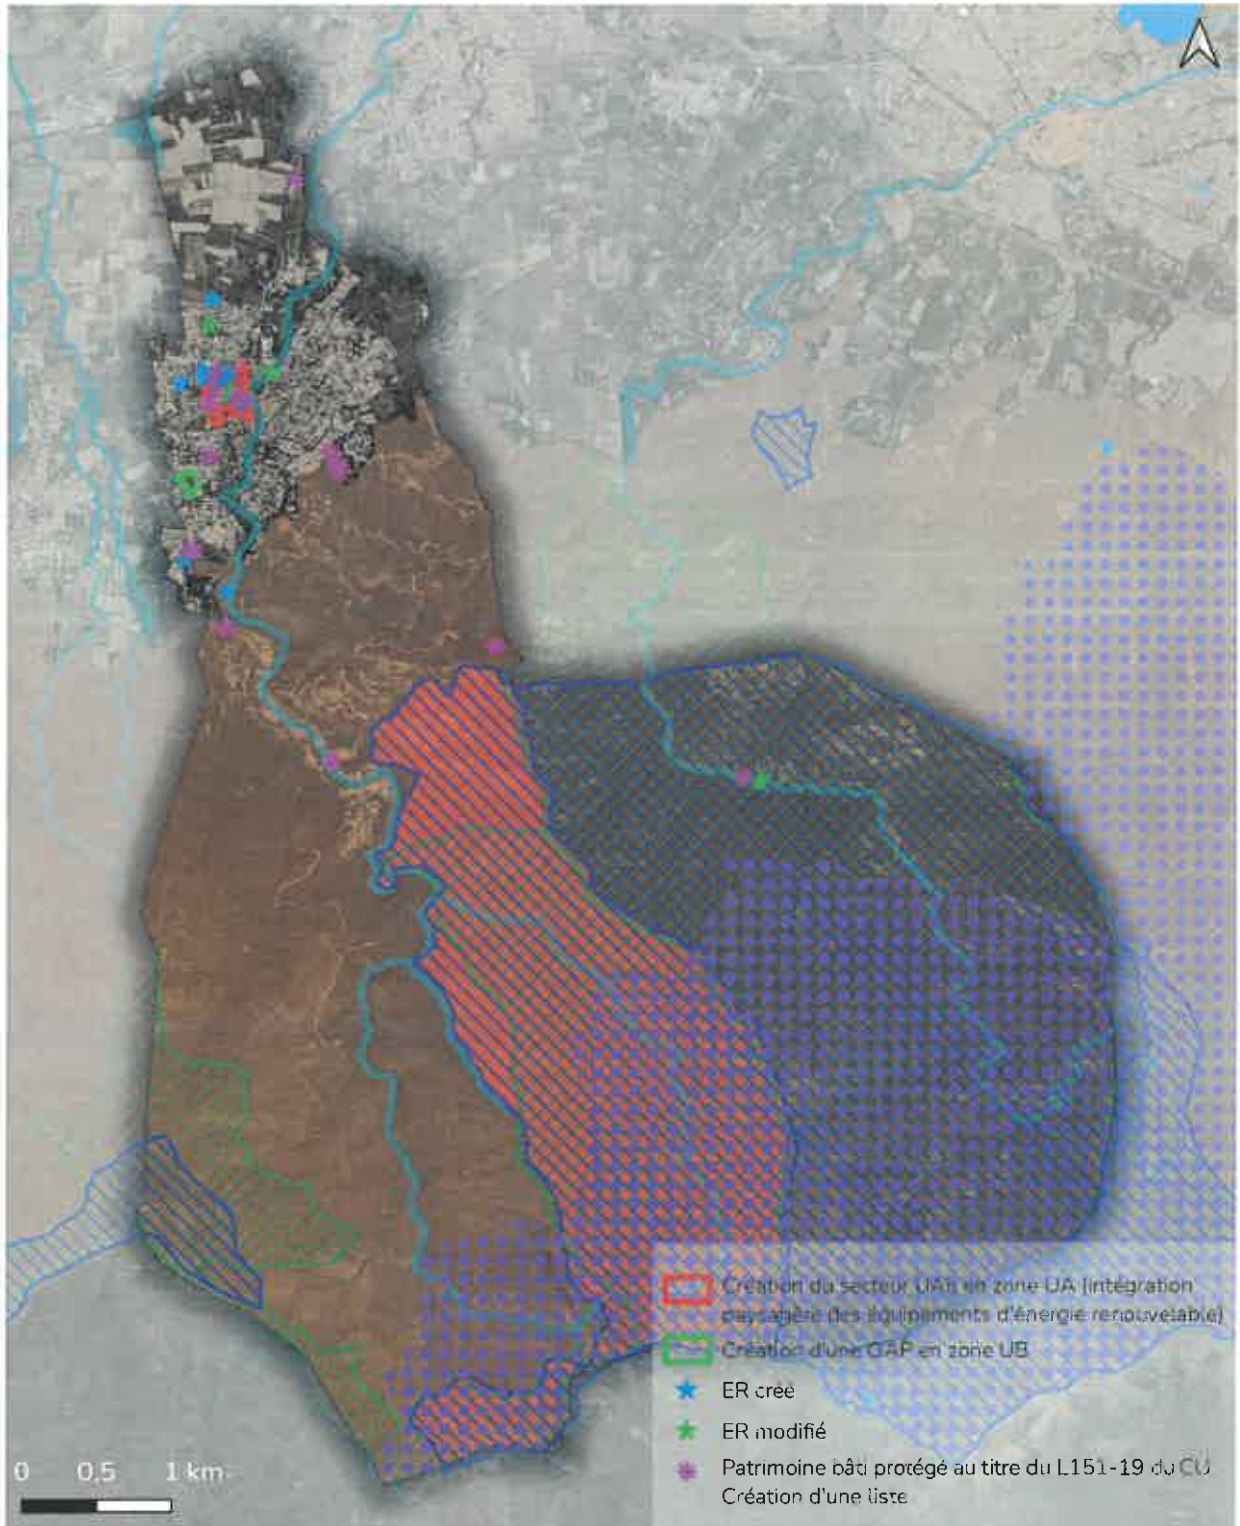 Création du secteur UAh en zone UA (intégration
paysagère des équipements d'énergie renouvelable)
Création d'une OAP en zone UB
ER créé
ER modifié
Patrimoine bâti protégé au titre du L151-19 du CU
Création d'une liste
0 0,5 1 km